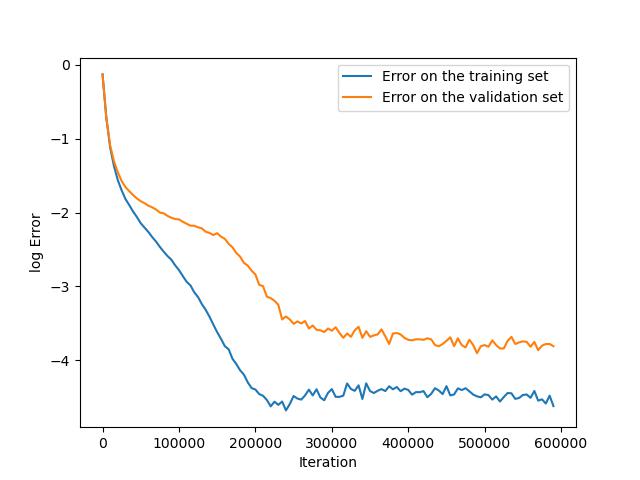 Error on the training set
Error on the validation set
0
−1
−2
−3
−4
log Error
0 100000 200000 300000 400000 500000 600000
Iteration